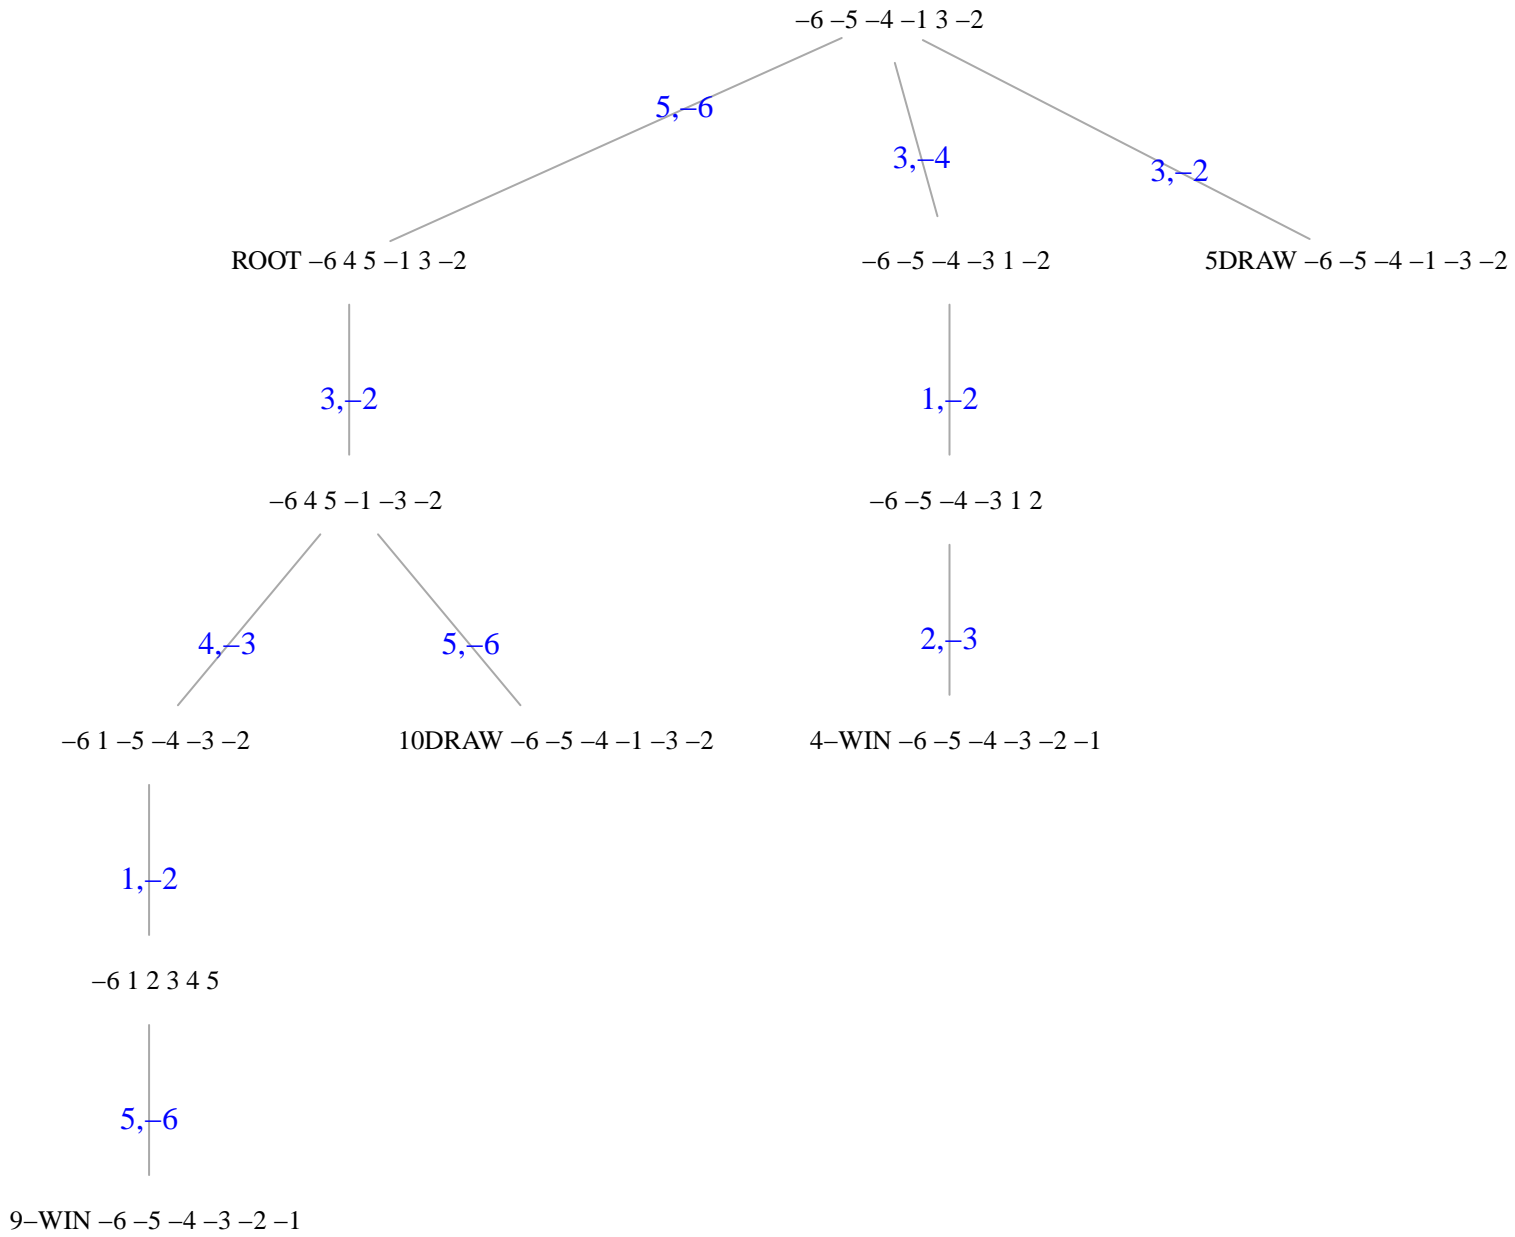 –6 –5 –4 –1 3 –2
5,–6
3,–4
3,–2
ROOT –6 4 5 –1 3 –2
–6 –5 –4 –3 1 –2
5DRAW –6 –5 –4 –1 –3 –2
3,–2
1,–2
–6 4 5 –1 –3 –2
–6 –5 –4 –3 1 2
4,–3
5,–6
2,–3
–6 1 –5 –4 –3 –2
10DRAW –6 –5 –4 –1 –3 –2
4–WIN –6 –5 –4 –3 –2 –1
1,–2
–6 1 2 3 4 5
5,–6
9–WIN –6 –5 –4 –3 –2 –1